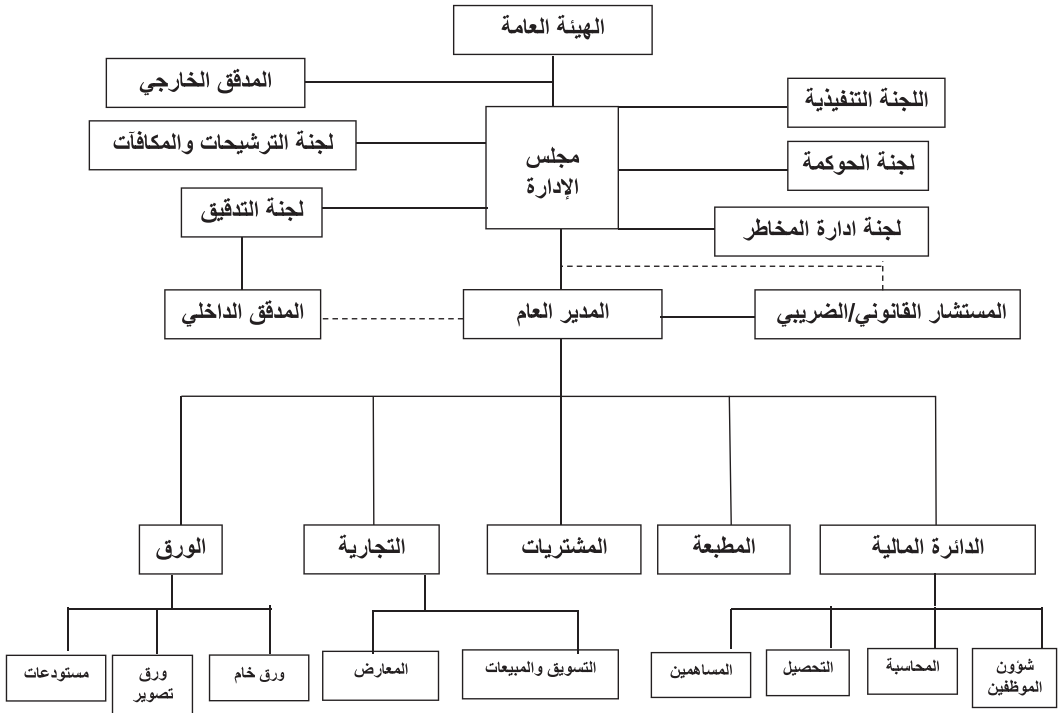 الهيئة العامة
المدقق الخارجي
اللجنة التنفيذية
لجنة الترشيحات والمكافآت
مجلس
الإدارة
لجنة الحوكمة
لجنة التدقيق
لجنة ادارة المخاطر
المستشار القانوني/الضريبي
المدير العام
المدقق الداخلي
الدائرة المالية
المطبعة
المشتريات
التجارية
الورق
شؤون
الموظفين
المحاسبة
التحصيل
المساهمين
التسويق والمبيعات
المعارض
ورق خام
ورق
تصوير
مستودعات